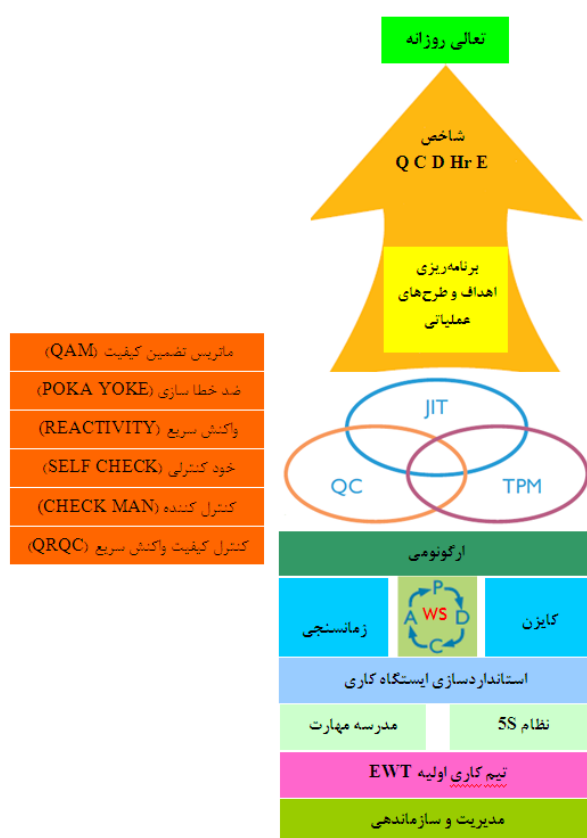 تعالی روزانه
شاخص
Q C D Hr E
برنامه‌ریزی
اهداف و طرح‌های
عملیاتی
ماتریس تضمین کیفیت (QAM)
ضد خطا سازی (POKA YOKE)
واکنش سریع (REACTIVITY)
خود کنترلی (SELF CHECK)
کنترل کننده (CHECK MAN)
کنترل کیفیت واکنش سریع (QRQC)
JIT
QC
TPM
ارگونومی
کایزن
P
A WS D
C
زمانسنجی
استانداردسازی ایستگاه کاری
نظام 5S
مدرسه مهارت
تیم کاری اولیه EWT
مدیریت و سازماندهی